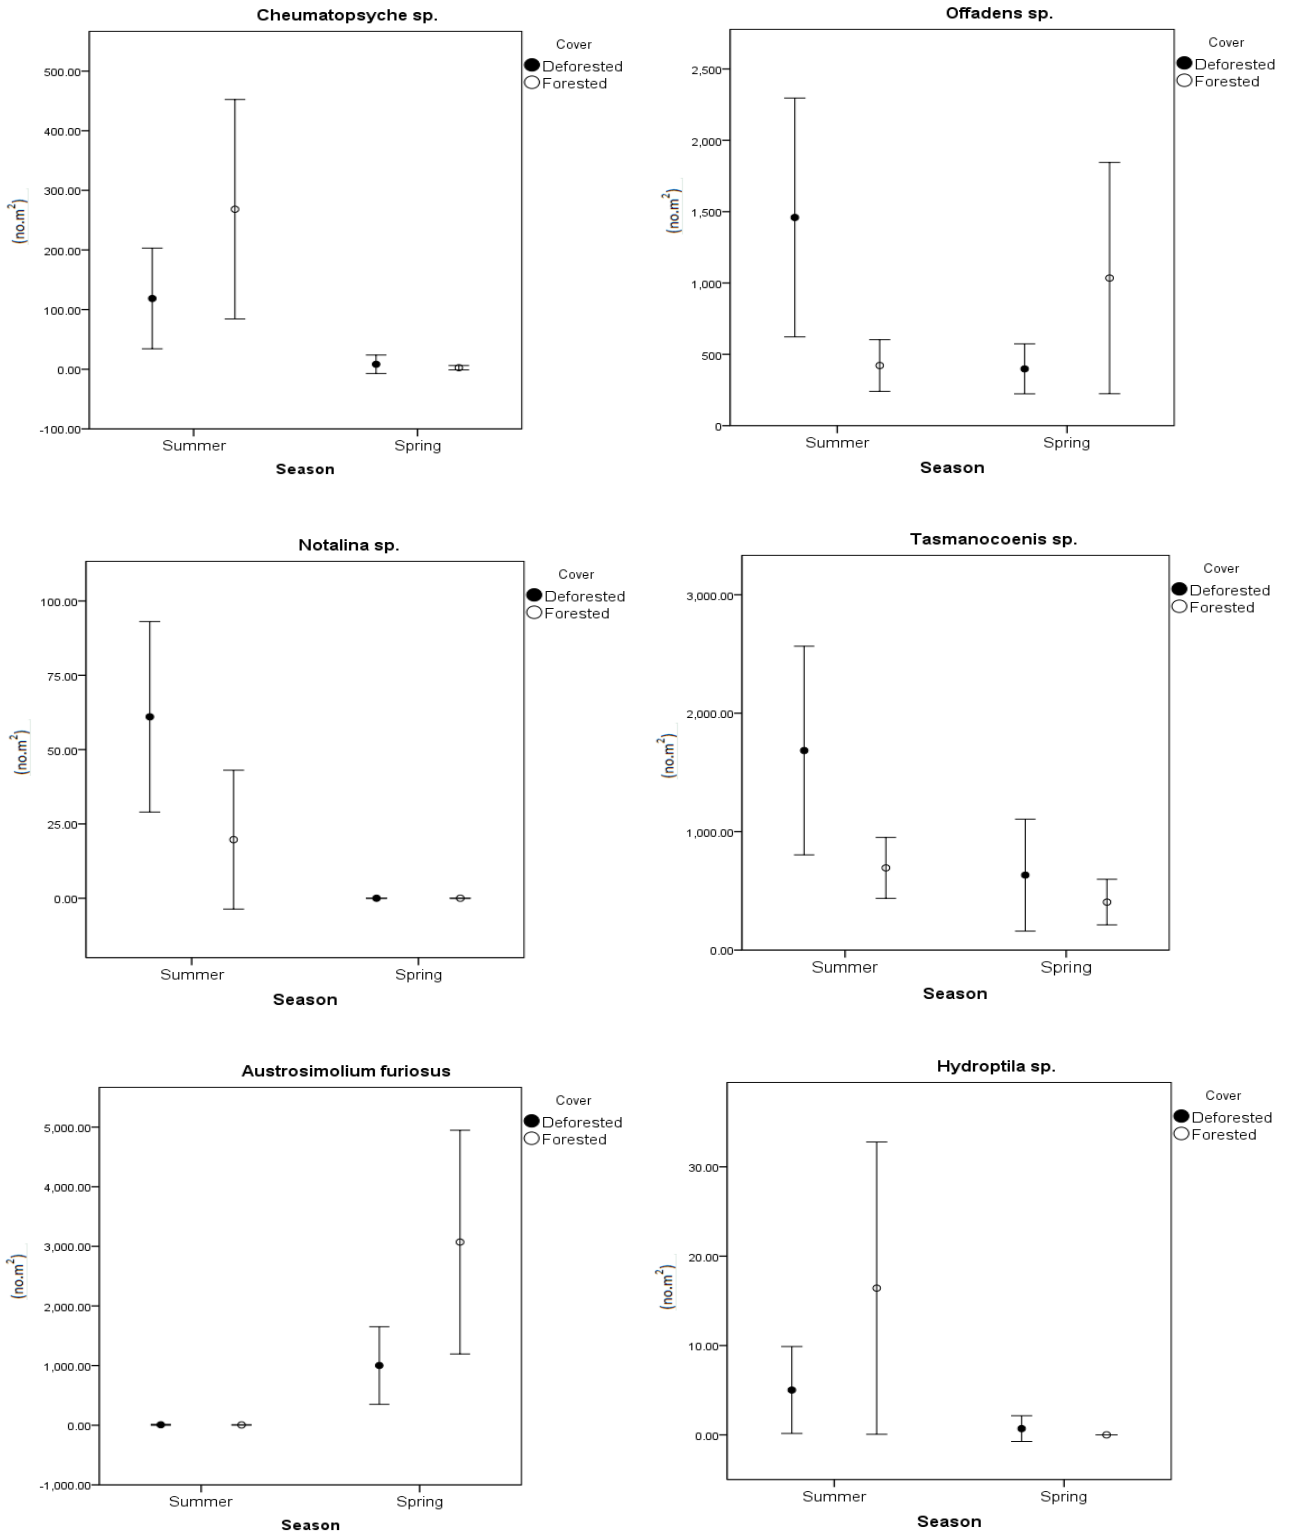 Cheumatopsyche sp.
Cover
Deforested
Forested
500.00
400.00
300.00
200.00
100.00
0.00
-100.00
(no.m²)
Summer
Spring
Season
Offadens sp.
Cover
Deforested
Forested
2,500
2,000
1,500
1,000
500
0
(no.m²)
Summer
Spring
Season
Notalina sp.
Cover
Deforested
Forested
100.00
75.00
50.00
25.00
0.00
(no.m²)
Summer
Spring
Season
Tasmanocoenis sp.
Cover
Deforested
Forested
3,000.00
2,000.00
1,000.00
0.00
(no.m²)
Summer
Spring
Season
Austrosimolium furiosus
Cover
Deforested
Forested
5,000.00
4,000.00
3,000.00
2,000.00
1,000.00
0.00
-1,000.00
(no.m²)
Summer
Spring
Season
Hydroptila sp.
Cover
Deforested
Forested
30.00
20.00
10.00
0.00
(no.m²)
Summer
Spring
Season